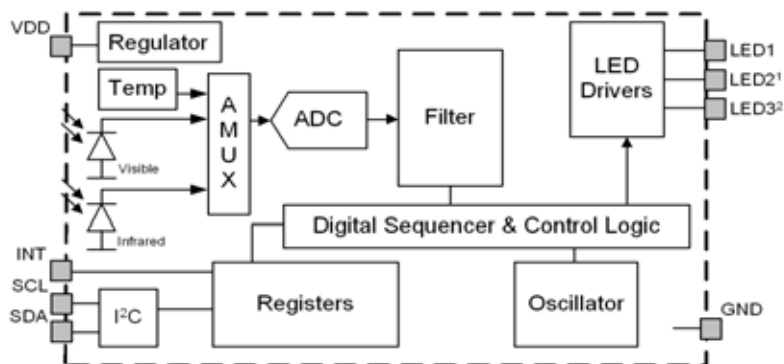 VDD
Regulator
Temp
AMUX
ADC
Filter
LED
Drivers
LED1
LED2¹
LED3²
Visible
Infrared
Digital Sequencer & Control Logic
INT
SCL
SDA
I²C
Registers
Oscillator
GND